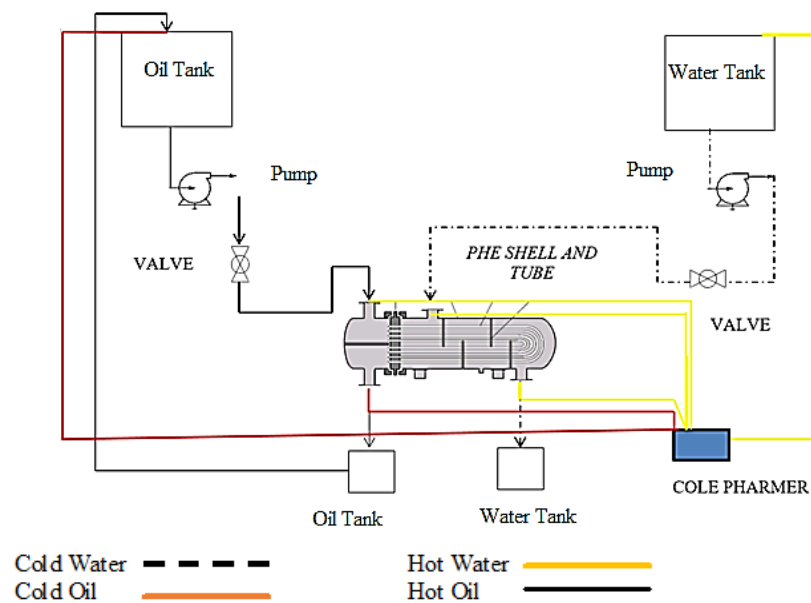 Oil Tank
Water Tank
Pump
Pump
VALVE
PHE SHELL AND
TUBE
VALVE
COLE PHARMER
Oil Tank
Water Tank
Cold Water
Hot Water
Cold Oil
Hot Oil